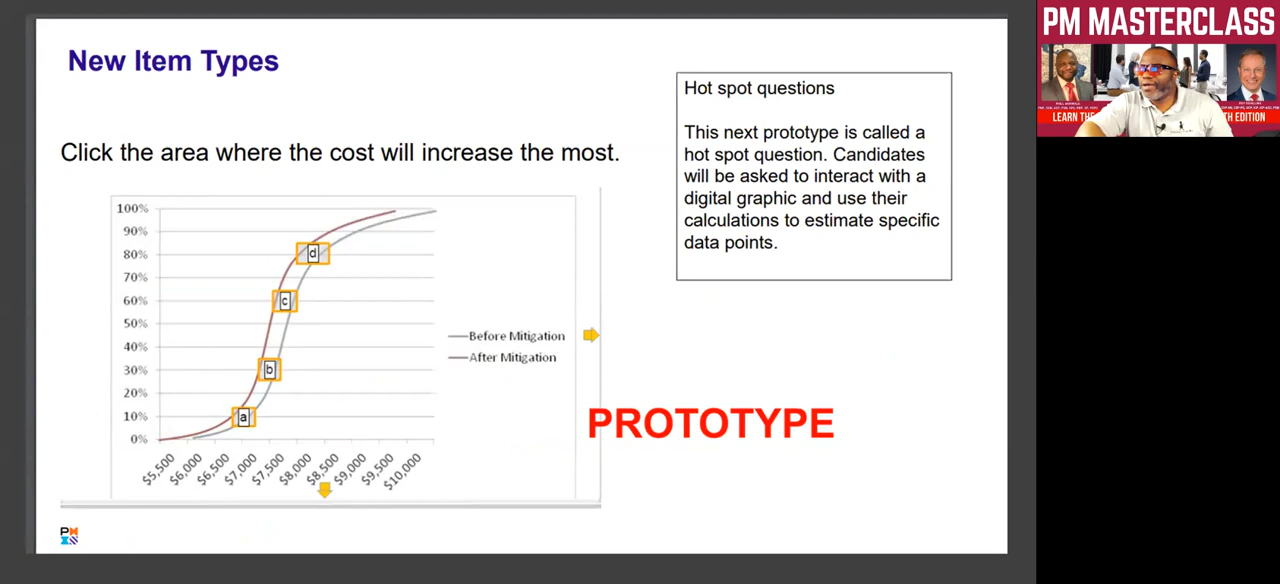 New Item Types
Click the area where the cost will increase the most.
100%
90%
80%
70%
60%
50%
40%
30%
20%
10%
0%
d
c
b
a
$5,500
$6,000
$6,500
$7,000
$7,500
$8,000
$8,500
$9,000
$9,500
$10,000
Before Mitigation
After Mitigation
Hot spot questions
This next prototype is called a
hot spot question. Candidates
will be asked to interact with a
digital graphic and use their
calculations to estimate specific
data points.
PROTOTYPE
PM MASTERCLASS
LEARN THE
TH EDITION